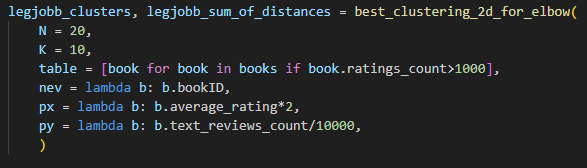 legjobb_clusters, legjobb_sum_of_distances = best_clustering_2d_for_elbow(
    N = 20,
    K = 10,
    table = [book for book in books if book.ratings_count>1000],
    nev = lambda b: b.bookID,
    px = lambda b: b.average_rating*2,
    py = lambda b: b.text_reviews_count/10000,
    )